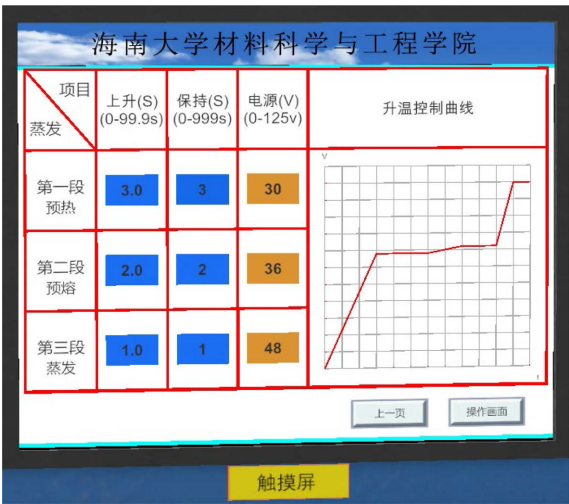 海南大学材料科学与工程学院
项目
蒸发
上升(S)
(0-99.9s)
保持(S)
(0-999s)
电源(V)
(0-125v)
升温控制曲线
第一段
预热
3.0
3
30
第二段
预熔
2.0
2
36
第三段
蒸发
1.0
1
48
V
t
上一页
操作画面
触摸屏